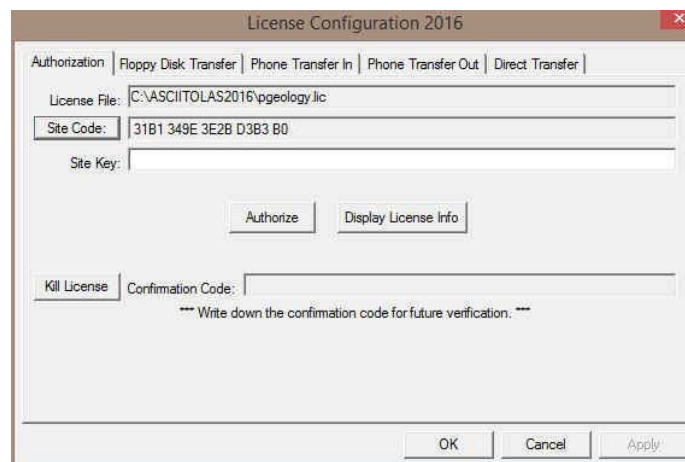 License Configuration 2016
Authorization Floppy Disk Transfer Phone Transfer In Phone Transfer Out Direct Transfer
License File: C:\ASCIITOLAS2016\pgeology.lic
Site Code: 31B1 349E 3E2B D3B3 B0
Site Key:
Authorize Display License Info
Kill License Confirmation Code:
*** Write down the confirmation code for future verification. ***
OK Cancel Apply